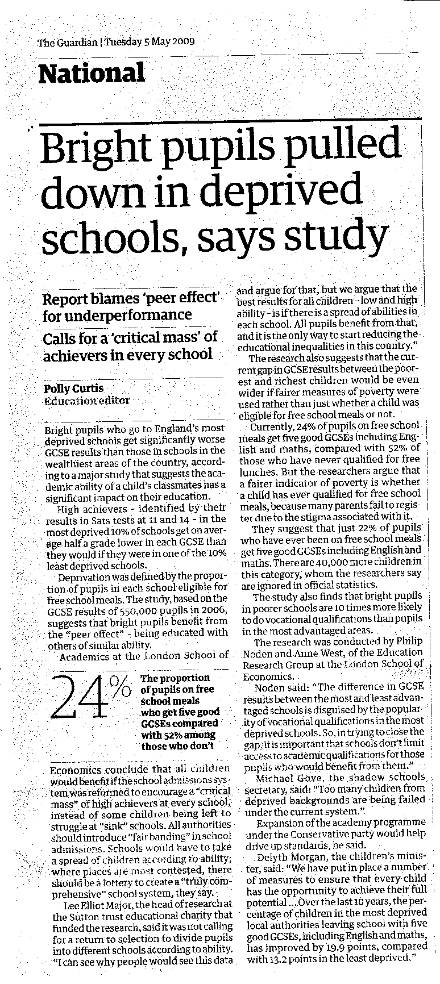 The Guardian | Tuesday 5 May 2009
National
Bright pupils pulled
down in deprived
schools, says study
Report blames 'peer effect'
for underperformance
Calls for a 'critical mass' of
achievers in every school
Polly Curtis
Education editor
Bright pupils who go to England's most
deprived schools get significantly worse
GCSE results than those in schools in the
wealthiest areas of the country, accord-
ing to a major study that suggests the aca-
demic ability of a child's classmates has a
significant impact on their education.
High achievers - identified by their
results in Sats tests at 11 and 14 - in the
most deprived 10% of schools get on aver-
age half a grade lower in each GCSE than
they would if they were in one of the 10%
least deprived schools.
Deprivation was defined by the propor-
tion of pupils in each school eligible for
free school meals. The study, based on the
GCSE results of 550,000 pupils in 2006,
suggests that bright pupils benefit from
the "peer effect" - being educated with
others of similar ability.
Academics at the London School of
24%
The proportion
of pupils on free
school meals
who get five good
GCSEs compared
with 52% among
those who don't
Economics conclude that all children
would benefit if the school admissions sys-
tem was reformed to encourage a "critical
mass" of high achievers at every school,
instead of some children being left to
struggle at "sink" schools. All authorities
should introduce "fair banding" in school
admissions. Schools would have to take
a spread of children according to ability;
where places are most contested, there
should be a lottery to create a "truly com-
prehensive" school system, they say.
Lee Elliot Major, the head of research at
the Sutton trust educational charity that
funded the research, said it was not calling
for a return to selection to divide pupils
into different schools according to ability.
"I can see why people would see this data
and argue for that, but we argue that the
best results for all children - low and high
ability - is if there is a spread of abilities in
each school. All pupils benefit from that,
and it is the only way to start reducing the
educational inequalities in this country."
The research also suggests that the cur-
rent gap in GCSE results between the poor-
est and richest children would be even
wider if fairer measures of poverty were
used rather than just whether a child was
eligible for free school meals or not.
Currently, 24% of pupils on free school
meals get five good GCSEs including Eng-
lish and maths, compared with 52% of
those who have never qualified for free
lunches. But the researchers argue that
a fairer indicator of poverty is whether
a child has ever qualified for free school
meals, because many parents fail to regis-
ter due to the stigma associated with it.
They suggest that just 22% of pupils
who have ever been on free school meals
get five good GCSEs including English and
maths. There are 40,000 more children in
this category, whom the researchers say
are ignored in official statistics.
The study also finds that bright pupils
in poorer schools are 10 times more likely
to do vocational qualifications than pupils
in the most advantaged areas.
The research was conducted by Philip
Noden and Anne West, of the Education
Research Group at the London School of
Economics.
Noden said: "The difference in GCSE
results between the most and least advan-
taged schools is disguised by the popular-
ity of vocational qualifications in the most
deprived schools. So, in trying to close the
gap, it is important that schools don't limit
access to academic qualifications for those
pupils who would benefit from them."
Michael Gove, the shadow schools
secretary, said: "Too many children from
deprived backgrounds are being failed
under the current system."
Expansion of the academy programme
under the Conservative party would help
drive up standards, he said.
Delyth Morgan, the children's minis-
ter, said: "We have put in place a number
of measures to ensure that every child
has the opportunity to achieve their full
potential ... Over the last 10 years, the per-
centage of children in the most deprived
local authorities leaving school with five
good GCSEs, including English and maths,
has improved by 19.9 points, compared
with 13.2 points in the least deprived."